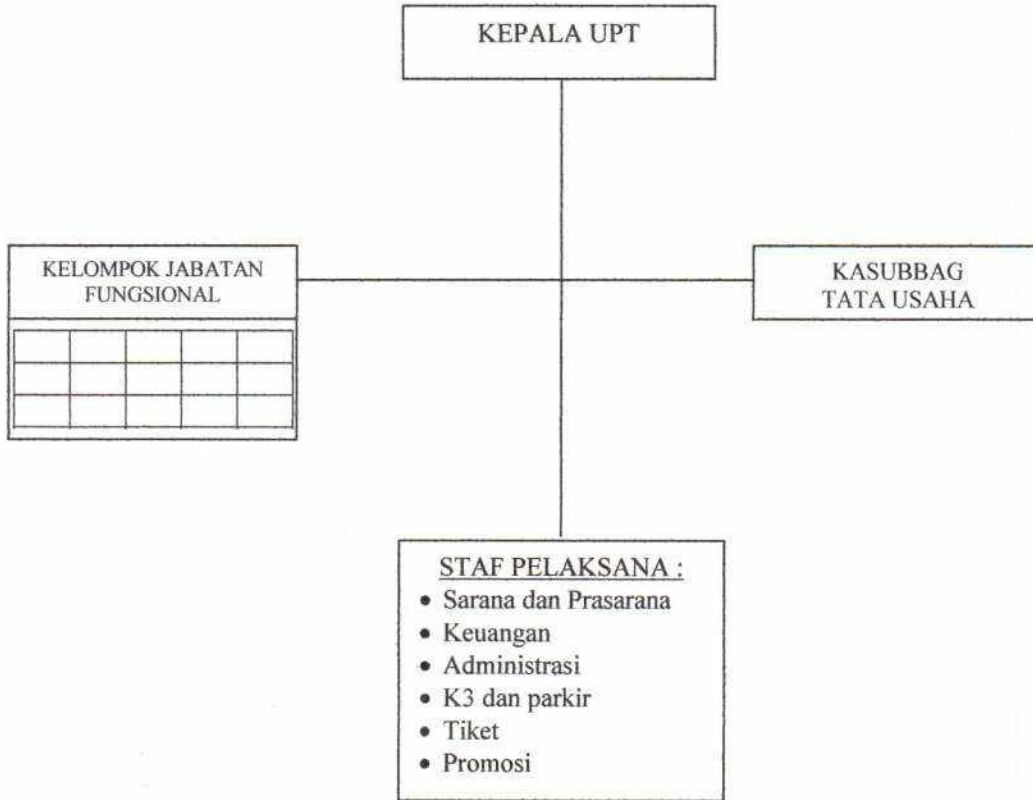 KEPALA UPT
KELOMPOK JABATAN
FUNGSIONAL
KASUBBAG
TATA USAHA
STAF PELAKSANA :
• Sarana dan Prasarana
• Keuangan
• Administrasi
• K3 dan parkir
• Tiket
• Promosi